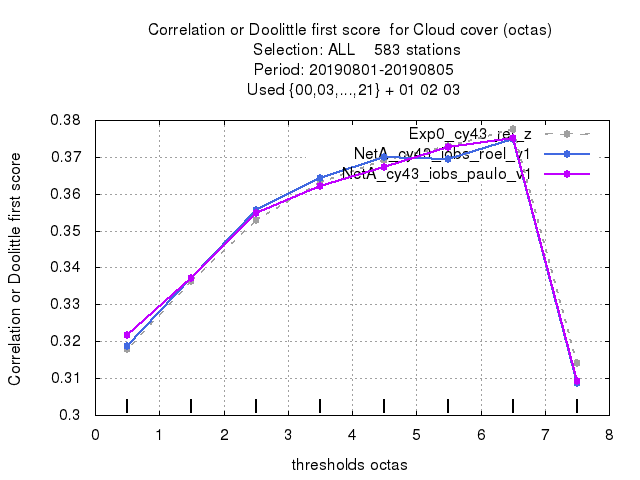 Correlation or Doolittle first score  for Cloud cover (octas)
Selection: ALL    583 stations
Period: 20190801-20190805
Used {00,03,...,21} + 01 02 03
Correlation or Doolittle first score
0.38
0.37
0.36
0.35
0.34
0.33
0.32
0.31
0.3
Exp0_cy43_rel_z
NetA_cy43_iobs_roel_v1
NetA_cy43_iobs_paulo_v1
0 1 2 3 4 5 6 7 8
thresholds octas